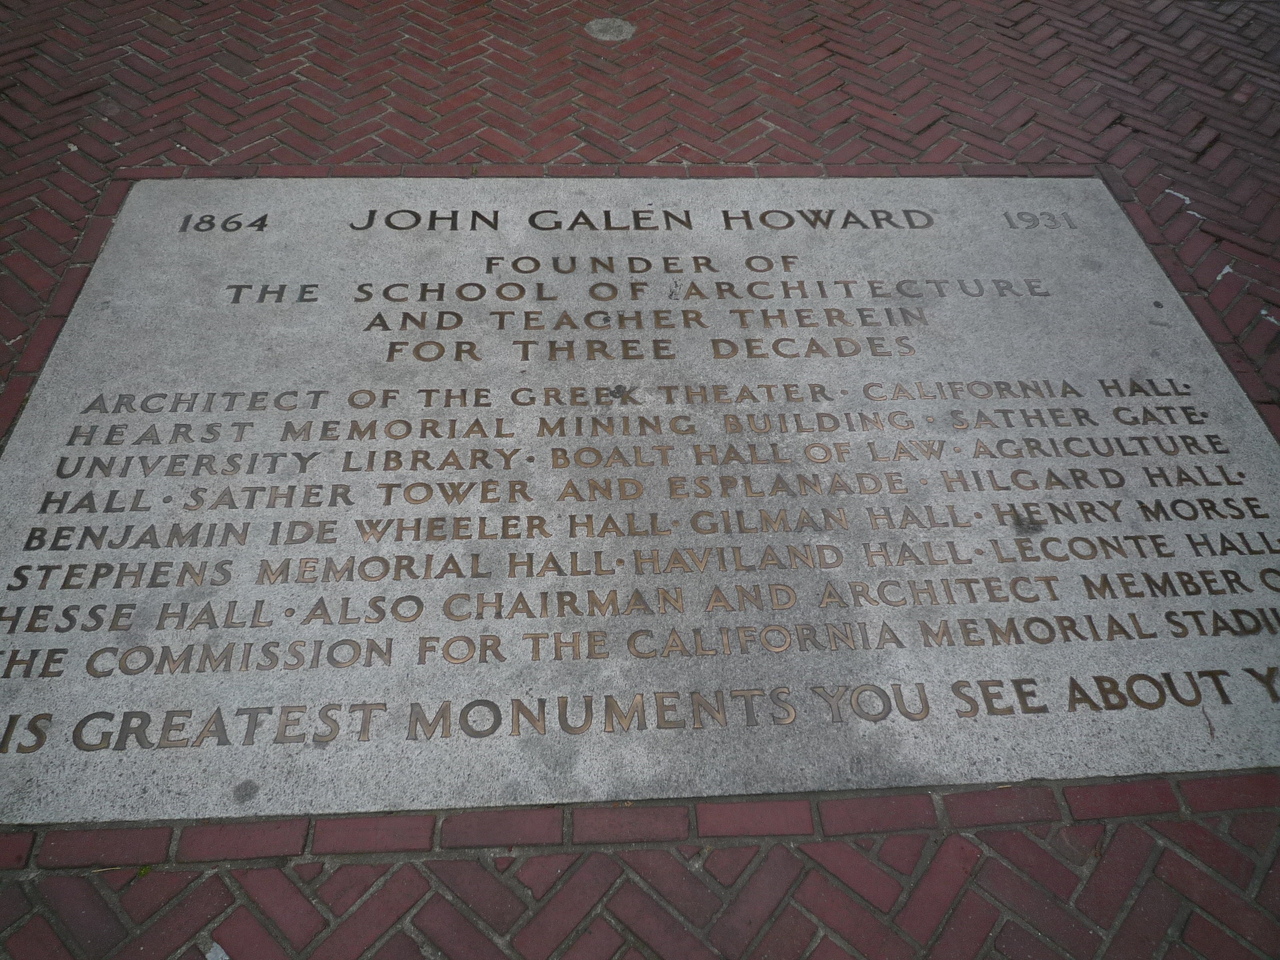 1864 JOHN GALEN HOWARD 1931
FOUNDER OF
THE SCHOOL OF ARCHITECTURE
AND TEACHER THEREIN
FOR THREE DECADES
ARCHITECT OF THE GREEK THEATER · CALIFORNIA HALL ·
HEARST MEMORIAL MINING BUILDING · SATHER GATE ·
UNIVERSITY LIBRARY · BOALT HALL OF LAW · AGRICULTURE
HALL · SATHER TOWER AND ESPLANADE · HILGARD HALL ·
BENJAMIN IDE WHEELER HALL · GILMAN HALL · HENRY MORSE
STEPHENS MEMORIAL HALL · HAVILAND HALL · LECONTE HALL
HESSE HALL · ALSO CHAIRMAN AND ARCHITECT MEMBER O
HE COMMISSION FOR THE CALIFORNIA MEMORIAL STADIU
IS GREATEST MONUMENTS YOU SEE ABOUT Y